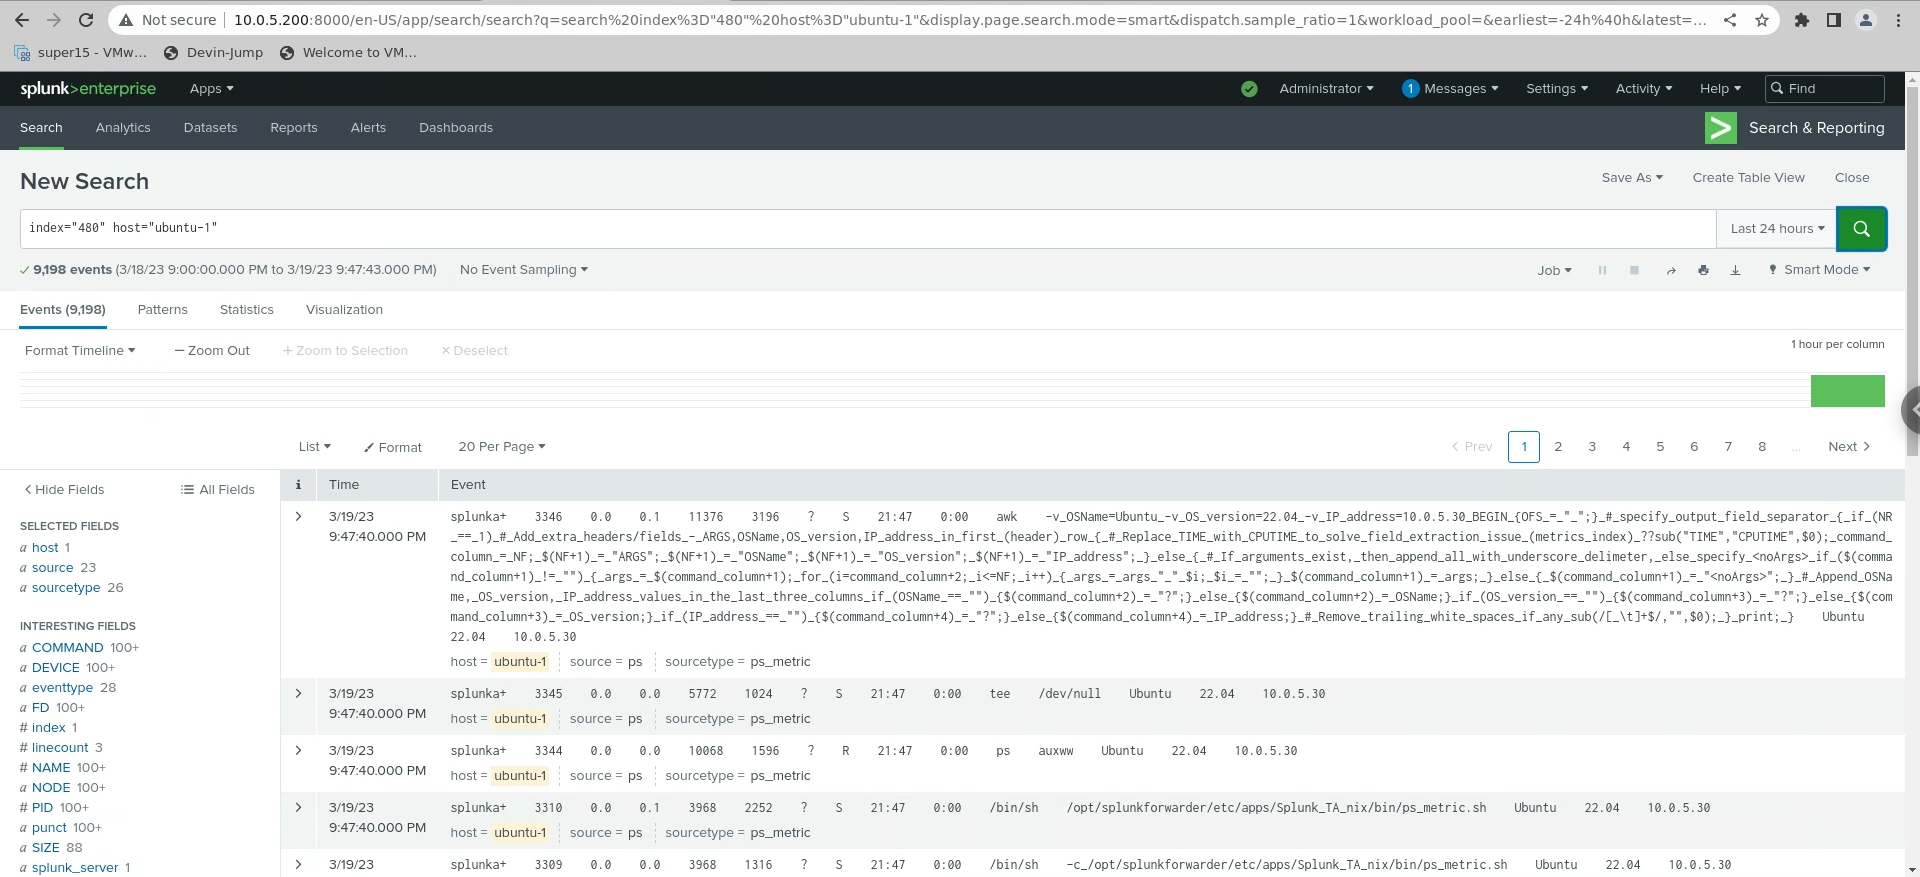 Not secure | 10.0.5.200:8000/en-US/app/search/search?q=search%20index%3D"480"%20host%3D"ubuntu-1"&display.page.search.mode=smart&dispatch.sample_ratio=1&workload_pool=&earliest=-24h%40h&latest=...
super15 - VMw... Devin-Jump Welcome to VM...
splunk>enterprise Apps Administrator 1 Messages Settings Activity Help Find
Search Analytics Datasets Reports Alerts Dashboards > Search & Reporting
New Search Save As Create Table View Close
index="480" host="ubuntu-1" Last 24 hours
9,198 events (3/18/23 9:00:00.000 PM to 3/19/23 9:47:43.000 PM) No Event Sampling Job Smart Mode
Events (9,198) Patterns Statistics Visualization
Format Timeline — Zoom Out + Zoom to Selection × Deselect 1 hour per column
List Format 20 Per Page < Prev 1 2 3 4 5 6 7 8 ... Next >
< Hide Fields All Fields
SELECTED FIELDS
a host 1
a source 23
a sourcetype 26
INTERESTING FIELDS
a COMMAND 100+
a DEVICE 100+
a eventtype 28
a FD 100+
# index 1
# linecount 3
# NAME 100+
a NODE 100+
# PID 100+
a punct 100+
a SIZE 88
a splunk_server 1
i Time Event
> 3/19/23 9:47:40.000 PM
splunka+ 3346 0.0 0.1 11376 3196 ? S 21:47 0:00 awk -v_OSName=Ubuntu_-v_OS_version=22.04_-v_IP_address=10.0.5.30_BEGIN_{OFS_=_"_";}_#_specify_output_field_separator_{_if_(NR
_==_1)_#_Add_extra_headers/fields_-_ARGS,OSName,OS_version,IP_address_in_first_(header)_row_{_#_Replace_TIME_with_CPUTIME_to_solve_field_extraction_issue_(metrics_index)_??sub("TIME","CPUTIME",$0);_command_
column_=_NF;_$(NF+1)_=_"ARGS";_$(NF+1)_=_"OSName";_$(NF+1)_=_"OS_version";_$(NF+1)_=_"IP_address";_}_else_{_#_If_arguments_exist,_then_append_all_with_underscore_delimeter,_else_specify_<noArgs>_if_($(comma
nd_column+1)_!=_"")_{_args_=_$(command_column+1);_for_(i=command_column+2;_i<=NF;_i++)_{_args_=_args_"_"_$i;_$i_=_"";_}_$(command_column+1)_=_args;_}_else_{_$(command_column+1)_=_"<noArgs>";_}_#_Append_OSNa
me,_OS_version,_IP_address_values_in_the_last_three_columns_if_(OSName_==_"")_{$(command_column+2)_=_"?";}_else_{$(command_column+2)_=_OSName;}_if_(OS_version_==_"")_{$(command_column+3)_=_"?";}_else_{$(com
mand_column+3)_=_OS_version;}_if_(IP_address_==_"")_{$(command_column+4)_=_"?";}_else_{$(command_column+4)_=_IP_address;}_#_Remove_trailing_white_spaces_if_any_sub(/[_\t]+$/,"",$0);_}_print;_} Ubuntu
22.04 10.0.5.30
host = ubuntu-1 source = ps sourcetype = ps_metric
> 3/19/23 9:47:40.000 PM
splunka+ 3345 0.0 0.0 5772 1024 ? S 21:47 0:00 tee /dev/null Ubuntu 22.04 10.0.5.30
host = ubuntu-1 source = ps sourcetype = ps_metric
> 3/19/23 9:47:40.000 PM
splunka+ 3344 0.0 0.0 10068 1596 ? R 21:47 0:00 ps auxww Ubuntu 22.04 10.0.5.30
host = ubuntu-1 source = ps sourcetype = ps_metric
> 3/19/23 9:47:40.000 PM
splunka+ 3310 0.0 0.1 3968 2252 ? S 21:47 0:00 /bin/sh /opt/splunkforwarder/etc/apps/Splunk_TA_nix/bin/ps_metric.sh Ubuntu 22.04 10.0.5.30
host = ubuntu-1 source = ps sourcetype = ps_metric
> 3/19/23
splunka+ 3309 0.0 0.0 3968 1316 ? S 21:47 0:00 /bin/sh -c_/opt/splunkforwarder/etc/apps/Splunk_TA_nix/bin/ps_metric.sh Ubuntu 22.04 10.0.5.30